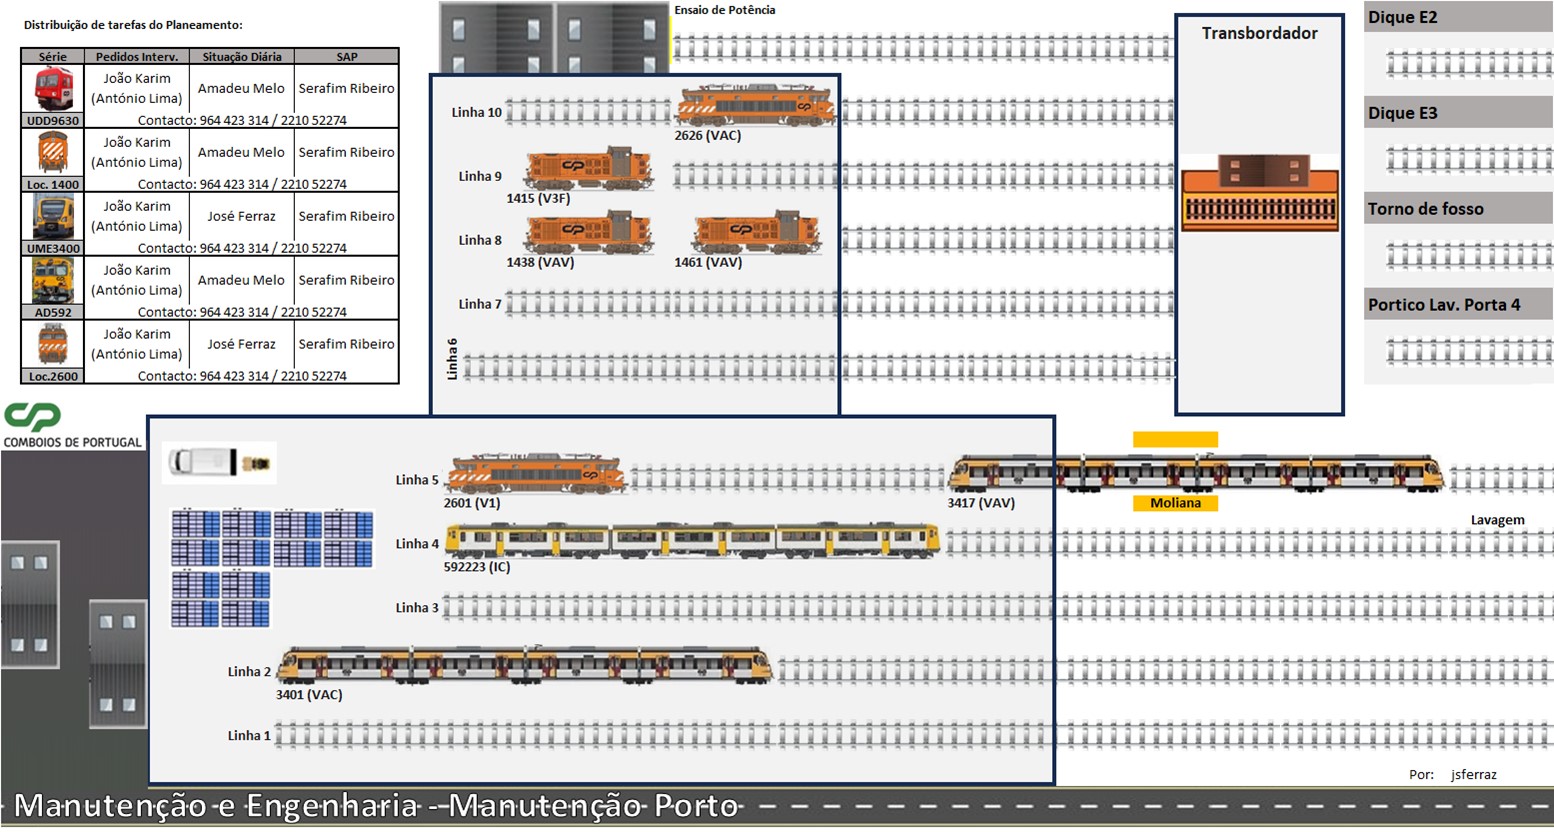 Distribuição de tarefas do Planeamento:
Série Pedidos Interv. Situação Diária SAP
João Karim
(António Lima) Amadeu Melo Serafim Ribeiro
UDD9630 Contacto: 964 423 314 / 2210 52274
João Karim
(António Lima) Amadeu Melo Serafim Ribeiro
Loc. 1400 Contacto: 964 423 314 / 2210 52274
João Karim
(António Lima) José Ferraz Serafim Ribeiro
UME3400 Contacto: 964 423 314 / 2210 52274
João Karim
(António Lima) Amadeu Melo Serafim Ribeiro
AD592 Contacto: 964 423 314 / 2210 52274
João Karim
(António Lima) José Ferraz Serafim Ribeiro
Loc.2600 Contacto: 964 423 314 / 2210 52274
CP
COMBOIOS DE PORTUGAL
Ensaio de Potência
Linha 10
2626 (VAC)
Linha 9
1415 (V3F)
Linha 8
1438 (VAV) 1461 (VAV)
Linha 7
Linha 6
Transbordador
Dique E2
Dique E3
Torno de fosso
Portico Lav. Porta 4
Linha 5
2601 (V1) 3417 (VAV) Moliana
Lavagem
Linha 4
592223 (IC)
Linha 3
Linha 2
3401 (VAC)
Linha 1
Por: jsferraz
Manutenção e Engenharia - Manutenção Porto